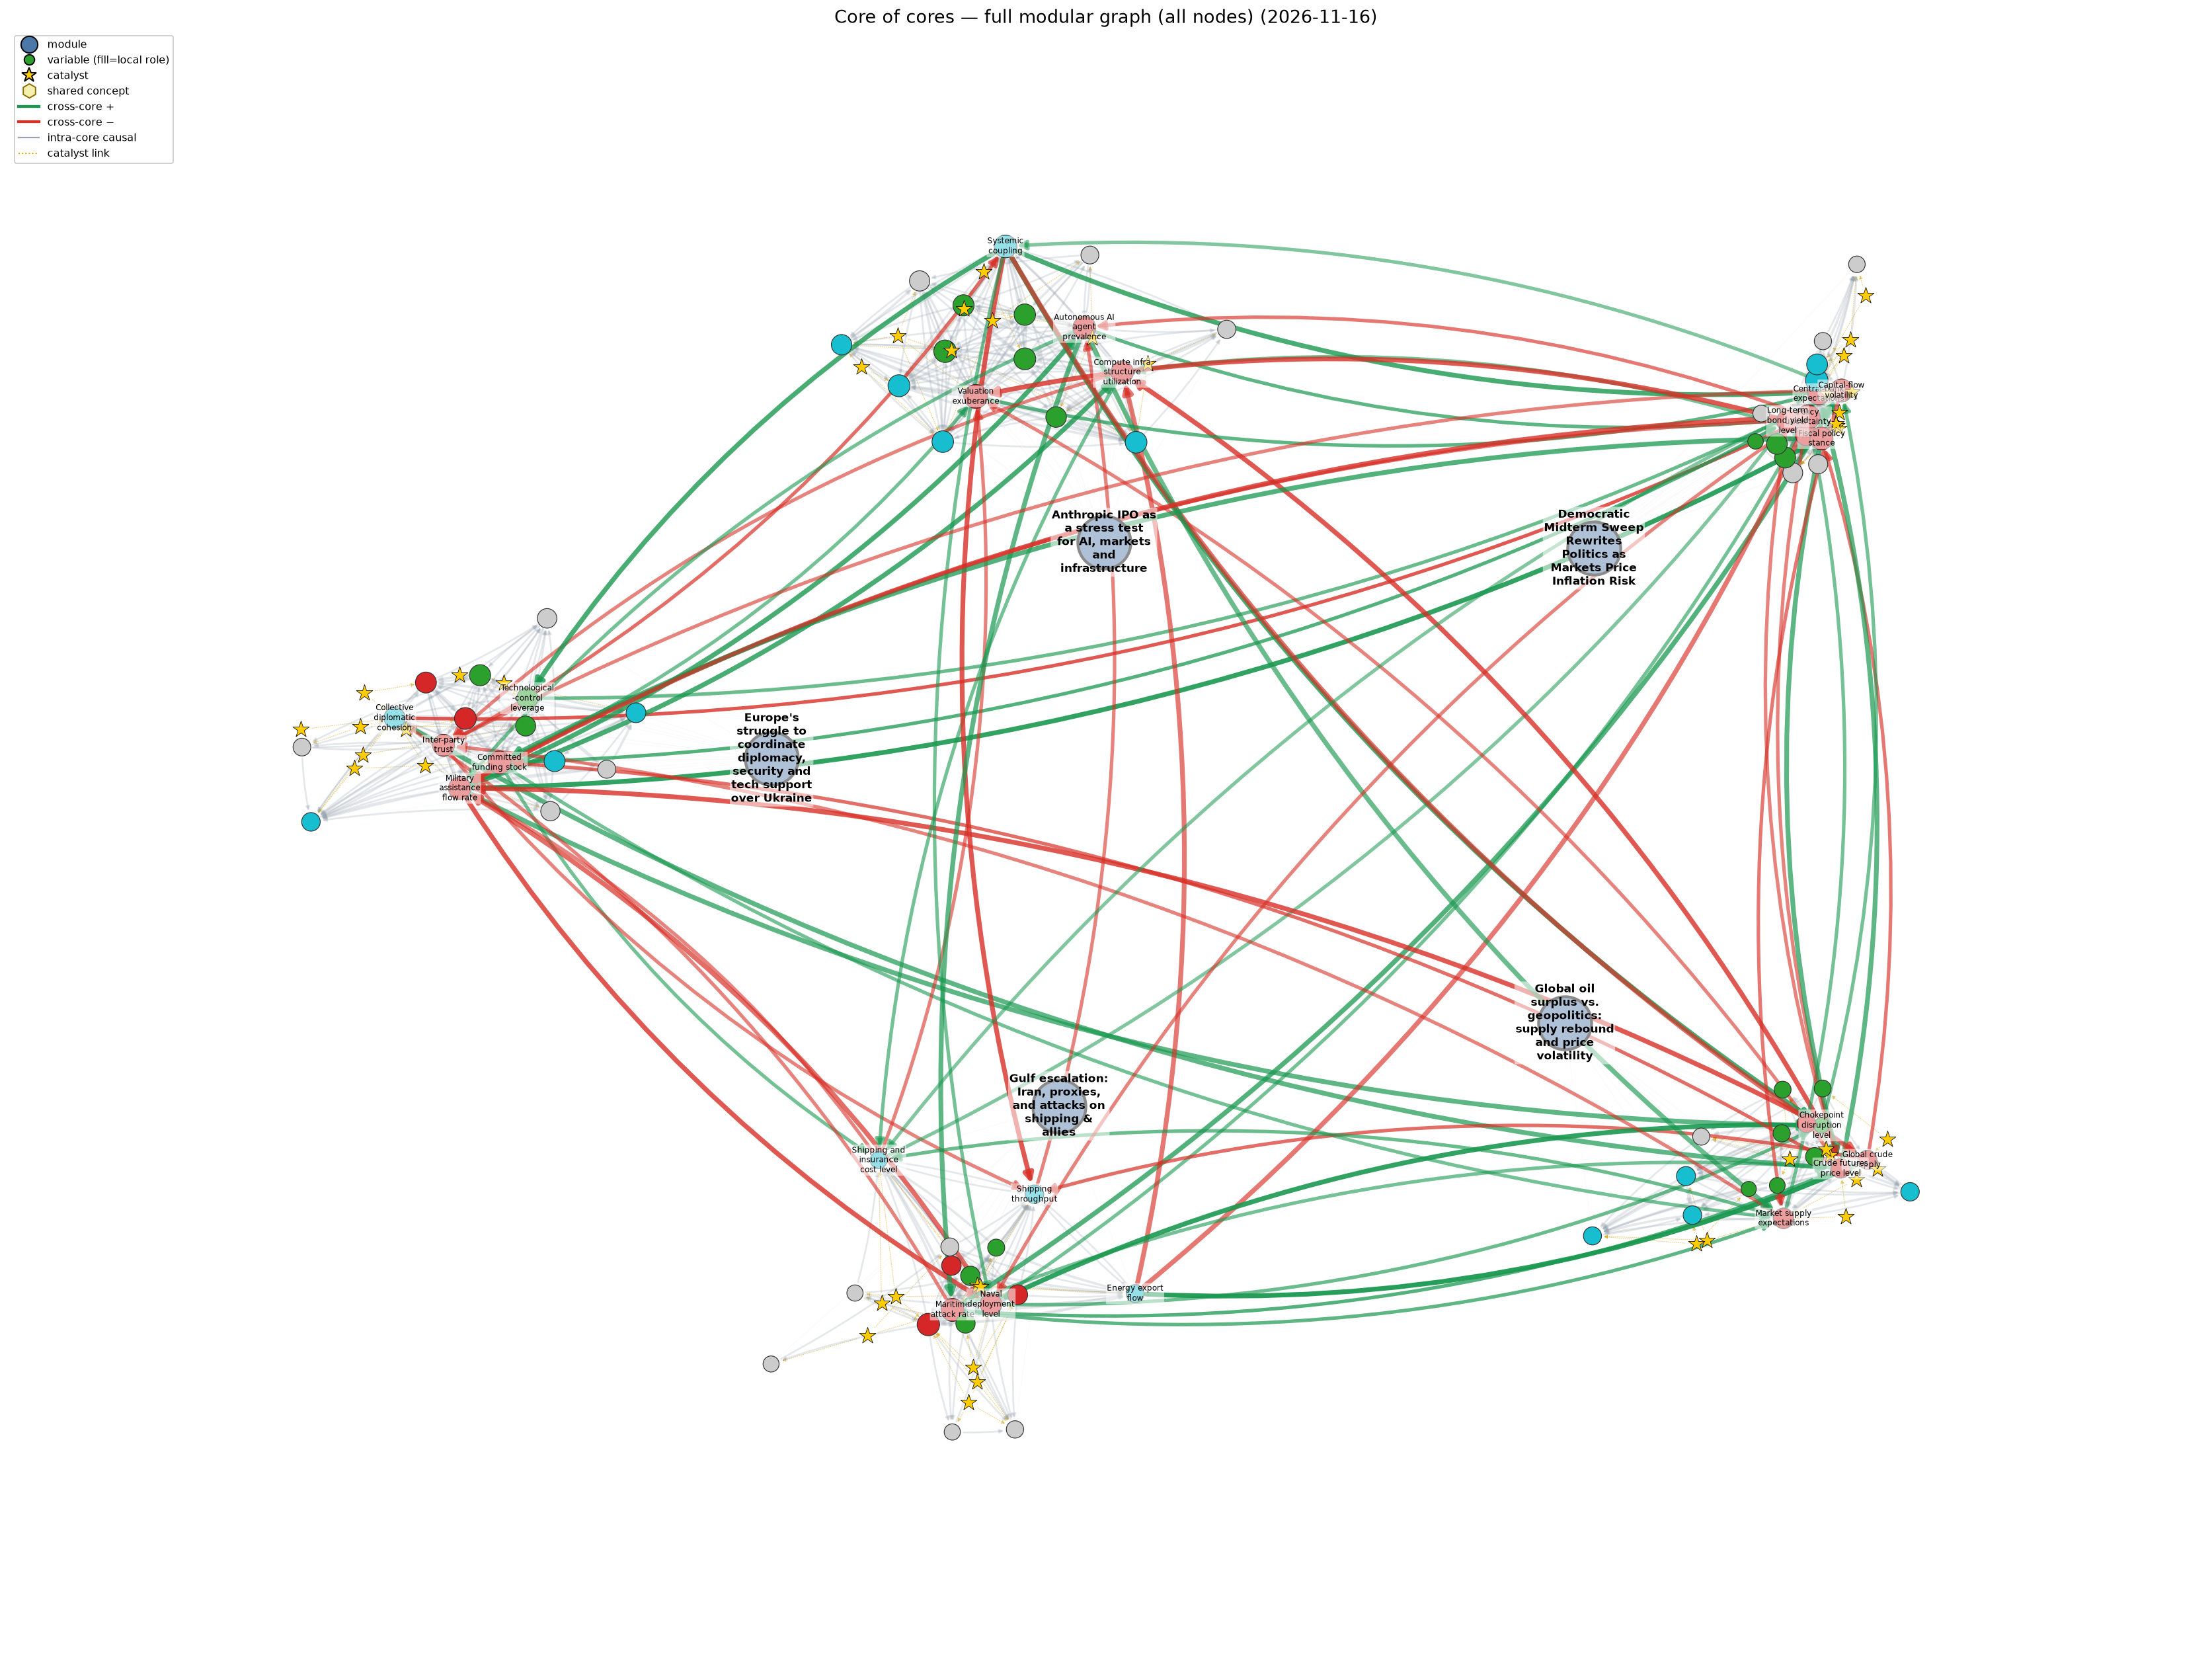 Core of cores — full modular graph (all nodes) (2026-11-16)
module
variable (fill=local role)
catalyst
shared concept
cross-core +
cross-core −
intra-core causal
catalyst link
Systemic
coupling
Autonomous AI
agent
prevalence
Compute infra-
structure
utilization
Valuation
exuberance
Capital-flow
volatility
Long-term
bond yield
level
policy
stance
Anthropic IPO as
a stress test
for AI, markets
and
infrastructure
Democratic
Midterm Sweep
Rewrites
Politics as
Markets Price
Inflation Risk
Technological
-control
leverage
Collective
diplomatic
cohesion
Inter-party
trust
Committed
funding stock
Military
assistance
flow rate
Europe's
struggle to
coordinate
diplomacy,
security and
tech support
over Ukraine
Global oil
surplus vs.
geopolitics:
supply rebound
and price
volatility
Gulf escalation:
Iran, proxies,
and attacks on
shipping &
allies
Chokepoint
disruption
level
Global crude
Crude futures
price level
Market supply
expectations
Shipping and
insurance
cost level
Shipping
throughput
Energy export
flow
Naval
deployment
level
Maritime
attack rate